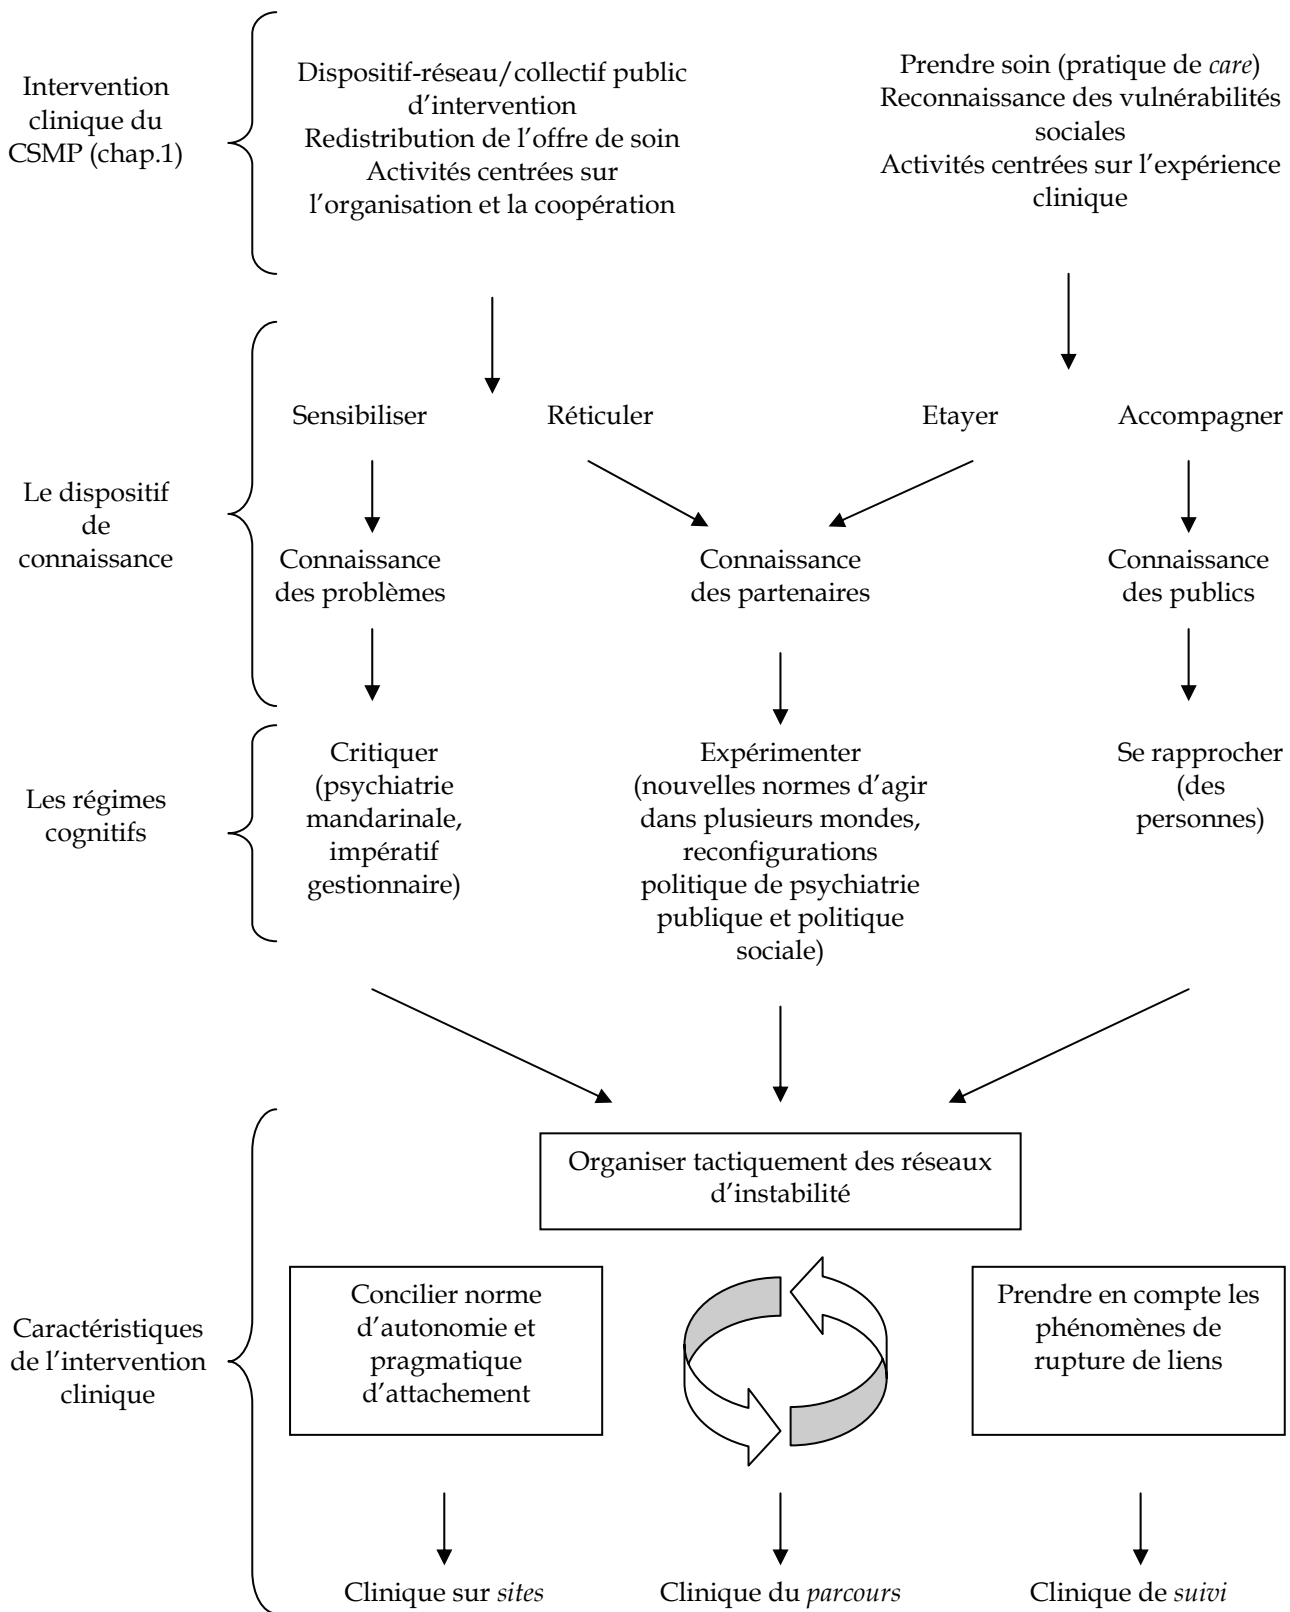 Intervention
clinique du
CSMP (chap.1)
Dispositif-réseau/collectif public
d’intervention
Redistribution de l’offre de soin
Activités centrées sur
l’organisation et la coopération
Prendre soin (pratique de care)
Reconnaissance des vulnérabilités
sociales
Activités centrées sur l’expérience
clinique
Le dispositif
de
connaissance
Sensibiliser
Réticuler
Etayer
Accompagner
Connaissance
des problèmes
Connaissance
des partenaires
Connaissance
des publics
Les régimes
cognitifs
Critiquer
(psychiatrie
mandarinale,
impératif
gestionnaire)
Expérimenter
(nouvelles normes d’agir
dans plusieurs mondes,
reconfigurations
politique de psychiatrie
publique et politique
sociale)
Se rapprocher
(des
personnes)
Caractéristiques
de l’intervention
clinique
Organiser tactiquement des réseaux
d’instabilité
Concilier norme
d’autonomie et
pragmatique
d’attachement
Prendre en compte les
phénomènes de
rupture de liens
Clinique sur sites
Clinique du parcours
Clinique de suivi